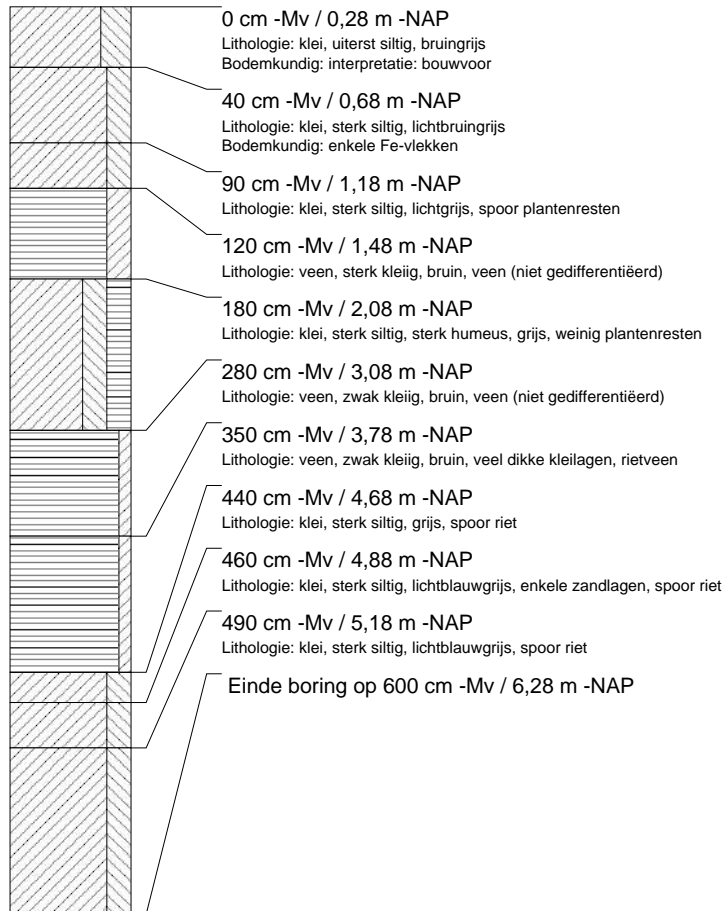 0 cm -Mv / 0,28 m -NAP
Lithologie: klei, uiterst siltig, bruingrijs
Bodemkundig: interpretatie: bouwvoor
40 cm -Mv / 0,68 m -NAP
Lithologie: klei, sterk siltig, lichtbruingrijs
Bodemkundig: enkele Fe-vlekken
90 cm -Mv / 1,18 m -NAP
Lithologie: klei, sterk siltig, lichtgrijs, spoor plantenresten
120 cm -Mv / 1,48 m -NAP
Lithologie: veen, sterk kleiig, bruin, veen (niet gedifferentiëerd)
180 cm -Mv / 2,08 m -NAP
Lithologie: klei, sterk siltig, sterk humeus, grijs, weinig plantenresten
280 cm -Mv / 3,08 m -NAP
Lithologie: veen, zwak kleiig, bruin, veen (niet gedifferentiëerd)
350 cm -Mv / 3,78 m -NAP
Lithologie: veen, zwak kleiig, bruin, veel dikke kleilagen, rietveen
440 cm -Mv / 4,68 m -NAP
Lithologie: klei, sterk siltig, grijs, spoor riet
460 cm -Mv / 4,88 m -NAP
Lithologie: klei, sterk siltig, lichtblauwgrijs, enkele zandlagen, spoor riet
490 cm -Mv / 5,18 m -NAP
Lithologie: klei, sterk siltig, lichtblauwgrijs, spoor riet
Einde boring op 600 cm -Mv / 6,28 m -NAP